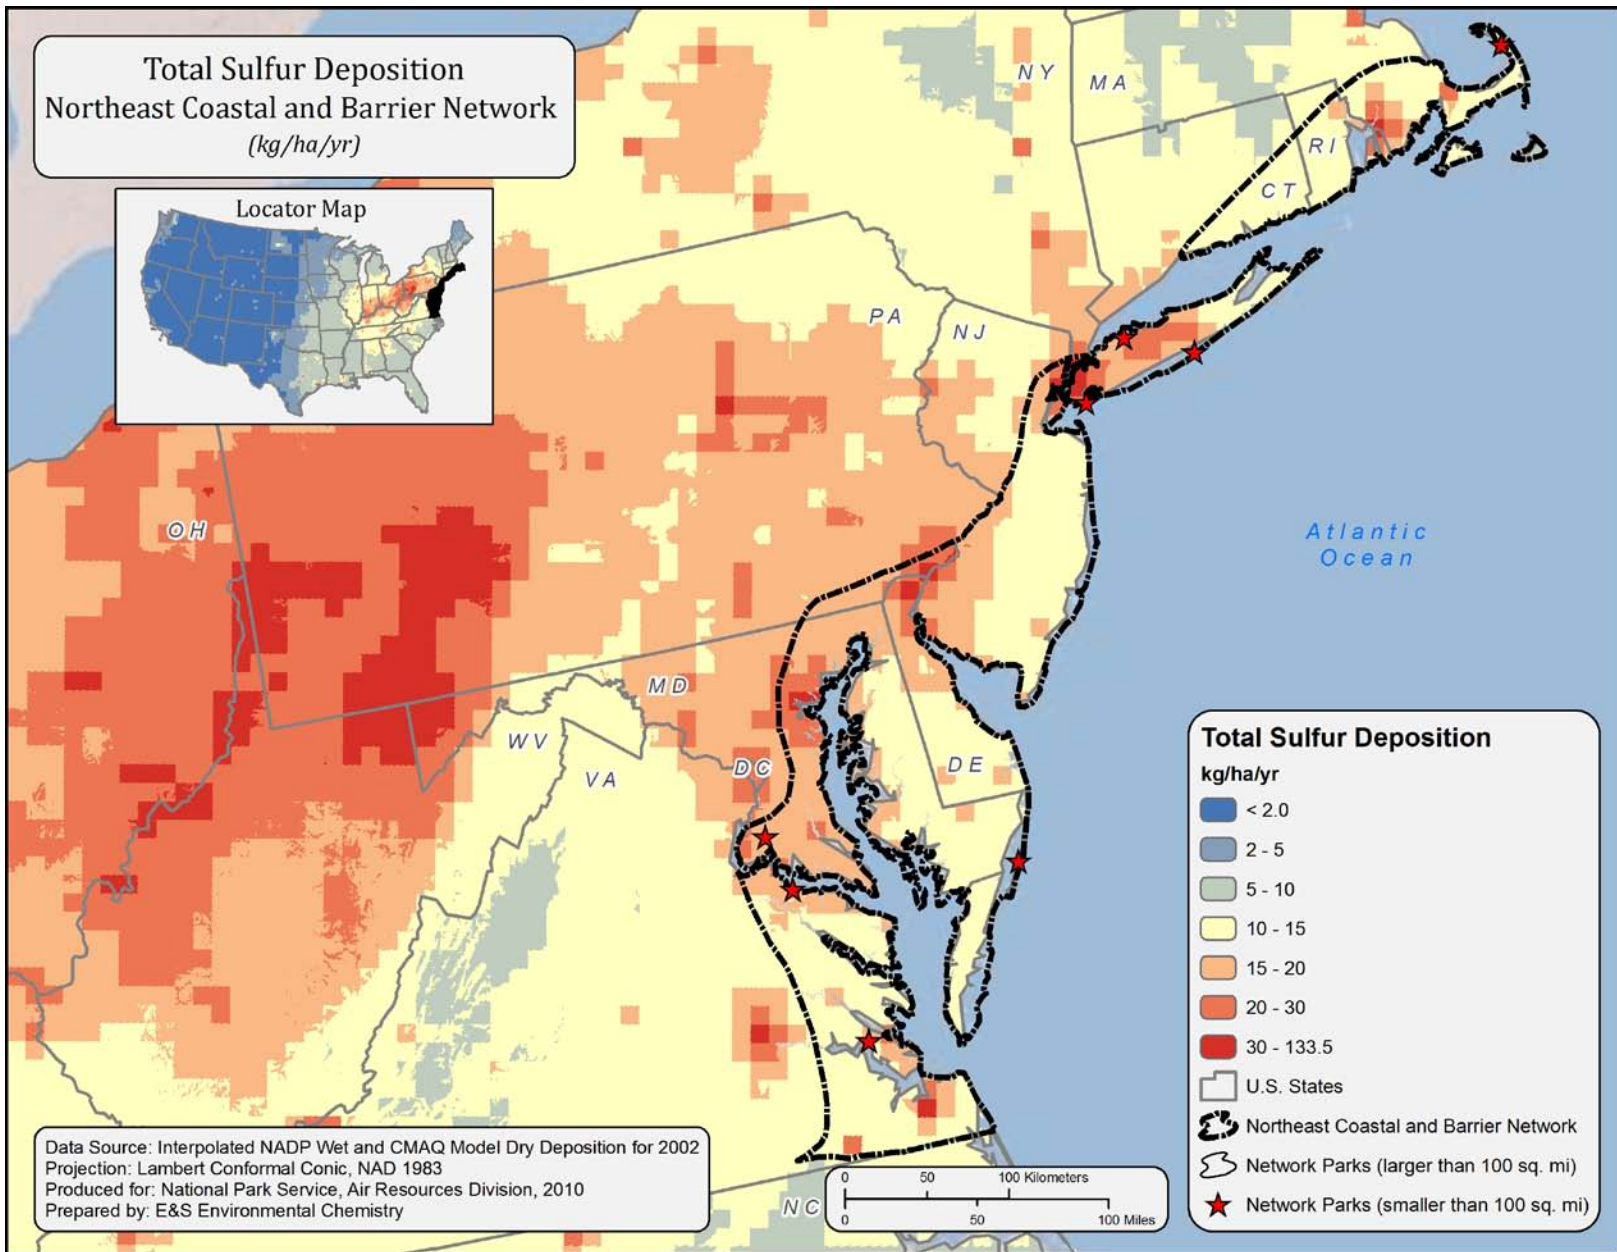 Total Sulfur Deposition
Northeast Coastal and Barrier Network
(kg/ha/yr)
Locator Map
NY
MA
RI
CT
PA
NJ
OH
Atlantic
Ocean
MD
WV
DC
DE
VA
NC
Total Sulfur Deposition
kg/ha/yr
< 2.0
2 - 5
5 - 10
10 - 15
15 - 20
20 - 30
30 - 133.5
U.S. States
Northeast Coastal and Barrier Network
Network Parks (larger than 100 sq. mi)
Network Parks (smaller than 100 sq. mi)
Data Source: Interpolated NADP Wet and CMAQ Model Dry Deposition for 2002
Projection: Lambert Conformal Conic, NAD 1983
Produced for: National Park Service, Air Resources Division, 2010
Prepared by: E&S Environmental Chemistry
0 50 100 Kilometers
0 50 100 Miles